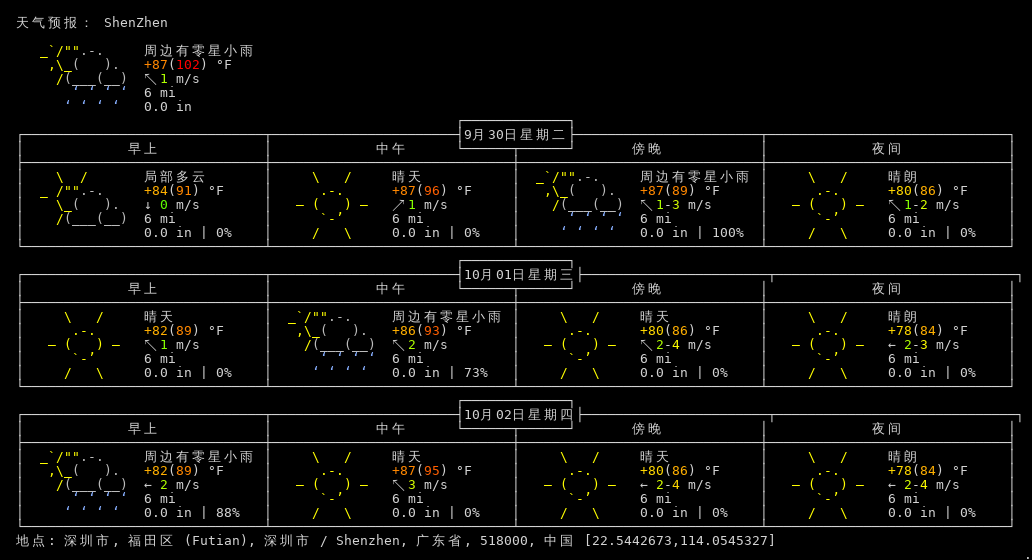 天气预报： ShenZhen
周边有零星小雨
+87(102) °F
↖1 m/s
6 mi
0.0 in
9月30日星期二
早上 中午 傍晚 夜间
局部多云 晴天 周边有零星小雨 晴朗
+84(91) °F +87(96) °F +87(89) °F +80(86) °F
↓ 0 m/s ↗1 m/s ↖1-3 m/s ↖1-2 m/s
6 mi 6 mi 6 mi 6 mi
0.0 in | 0% 0.0 in | 0% 0.0 in | 100% 0.0 in | 0%
10月01日星期三
早上 中午 傍晚 夜间
晴天 周边有零星小雨 晴天 晴朗
+82(89) °F +86(93) °F +80(86) °F +78(84) °F
↖1 m/s ↖2 m/s ↖2-4 m/s ← 2-3 m/s
6 mi 6 mi 6 mi 6 mi
0.0 in | 0% 0.0 in | 73% 0.0 in | 0% 0.0 in | 0%
10月02日星期四
早上 中午 傍晚 夜间
周边有零星小雨 晴天 晴天 晴朗
+82(89) °F +87(95) °F +80(86) °F +78(84) °F
← 2 m/s ↖3 m/s ← 2-4 m/s ← 2-4 m/s
6 mi 6 mi 6 mi 6 mi
0.0 in | 88% 0.0 in | 0% 0.0 in | 0% 0.0 in | 0%
地点: 深圳市, 福田区 (Futian), 深圳市 / Shenzhen, 广东省, 518000, 中国 [22.5442673,114.0545327]